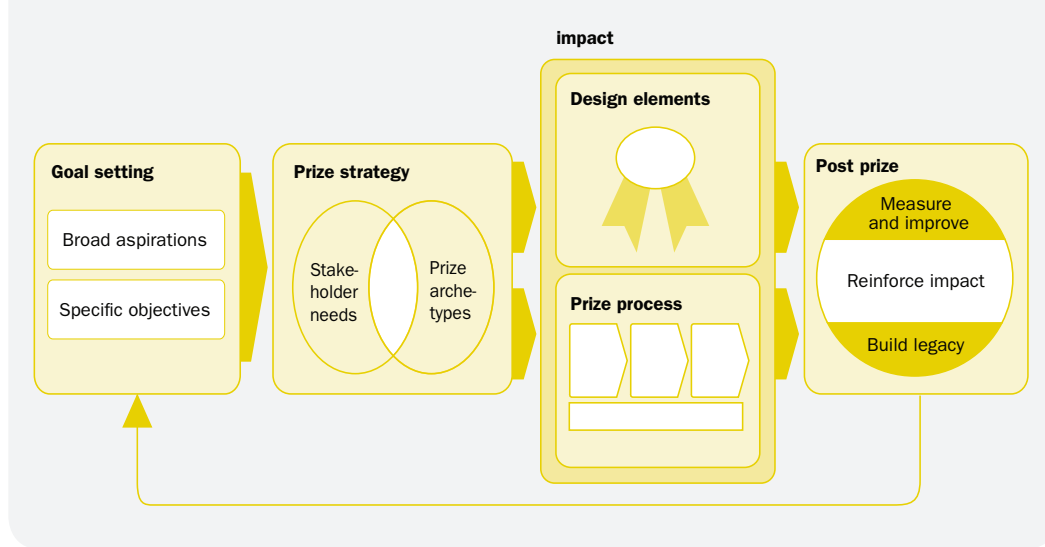 impact
Design elements
Goal setting
Broad aspirations
Specific objectives
Prize strategy
Stake-
holder
needs
Prize
arche-
types
Prize process
Post prize
Measure
and improve
Reinforce impact
Build legacy